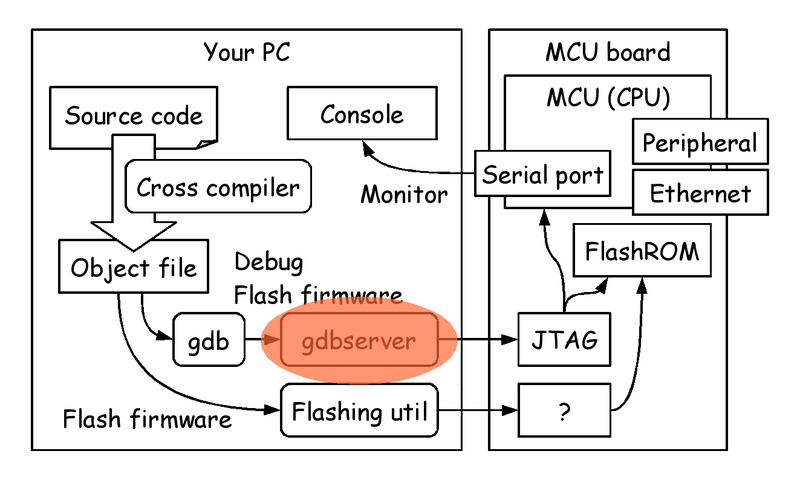 Your PC
MCU board
MCU (CPU)
Source code
Console
Peripheral
Cross compiler
Monitor
Serial port
Ethernet
Object file
Debug
Flash firmware
FlashROM
gdb
gdbserver
JTAG
Flash firmware
Flashing util
?